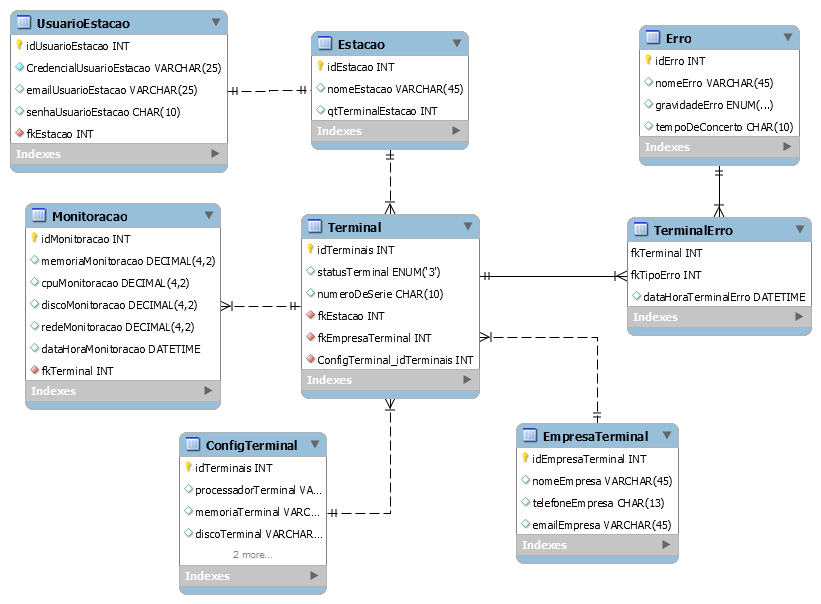 UsuarioEstacao
idUsuarioEstacao INT
CredencialUsuarioEstacao VARCHAR(25)
emailUsuarioEstacao VARCHAR(25)
senhaUsuarioEstacao CHAR(10)
fkEstacao INT
Indexes
Estacao
idEstacao INT
nomeEstacao VARCHAR(45)
qtTerminalEstacao INT
Indexes
Erro
idErro INT
nomeErro VARCHAR(45)
gravidadeErro ENUM(...)
tempoDeConcerto CHAR(10)
Indexes
Monitoracao
idMonitoracao INT
memoriaMonitoracao DECIMAL(4,2)
cpuMonitoracao DECIMAL(4,2)
discoMonitoracao DECIMAL(4,2)
redeMonitoracao DECIMAL(4,2)
dataHoraMonitoracao DATETIME
fkTerminal INT
Indexes
Terminal
idTerminais INT
statusTerminal ENUM('3')
numeroDeSerie CHAR(10)
fkEstacao INT
fkEmpresaTerminal INT
ConfigTerminal_idTerminais INT
Indexes
TerminalErro
fkTerminal INT
fkTipoErro INT
dataHoraTerminalErro DATETIME
Indexes
ConfigTerminal
idTerminais INT
processadorTerminal VA...
memoriaTerminal VARC...
discoTerminal VARCHAR...
2 more...
Indexes
EmpresaTerminal
idEmpresaTerminal INT
nomeEmpresa VARCHAR(45)
telefoneEmpresa CHAR(13)
emailEmpresa VARCHAR(45)
Indexes